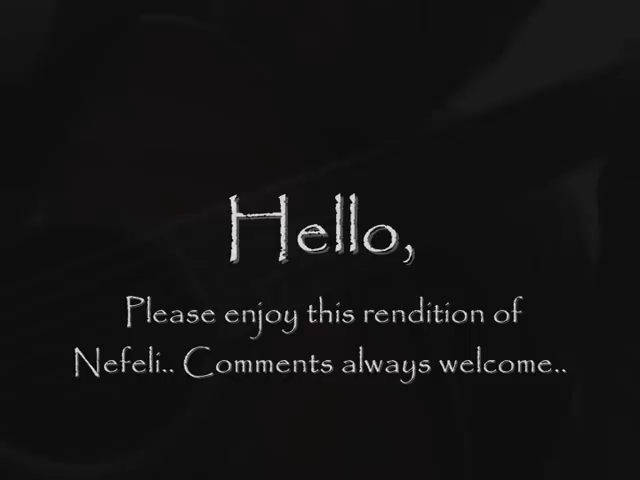 Hello,
Please enjoy this rendition of
Nefeli.. Comments always welcome..